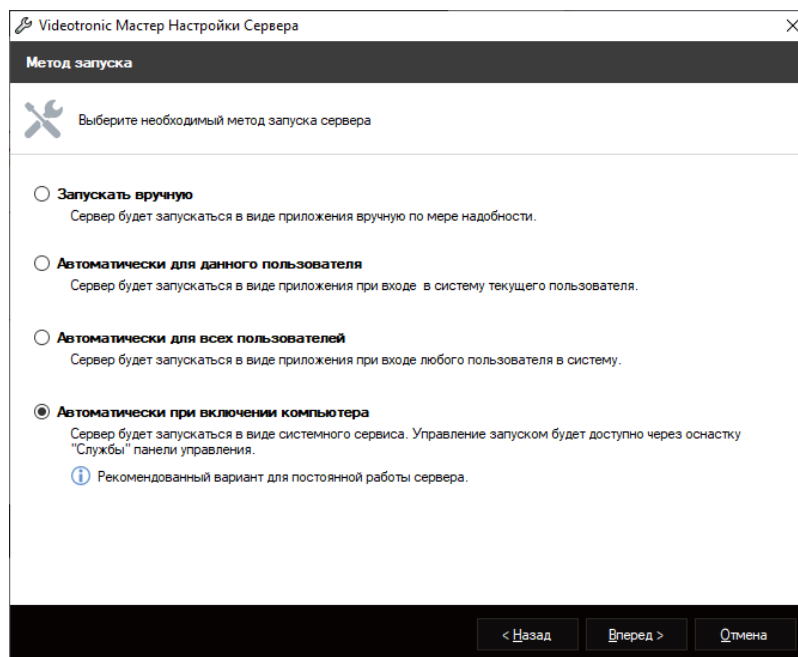 Videotronic Мастер Настройки Сервера
Метод запуска
Выберите необходимый метод запуска сервера
Запускать вручную
Сервер будет запускаться в виде приложения вручную по мере надобности.
Автоматически для данного пользователя
Сервер будет запускаться в виде приложения при входе в систему текущего пользователя.
Автоматически для всех пользователей
Сервер будет запускаться в виде приложения при входе любого пользователя в систему.
Автоматически при включении компьютера
Сервер будет запускаться в виде системного сервиса. Управление запуском будет доступно через оснастку
"Службы" панели управления.
Рекомендованный вариант для постоянной работы сервера.
< Назад Вперед > Отмена